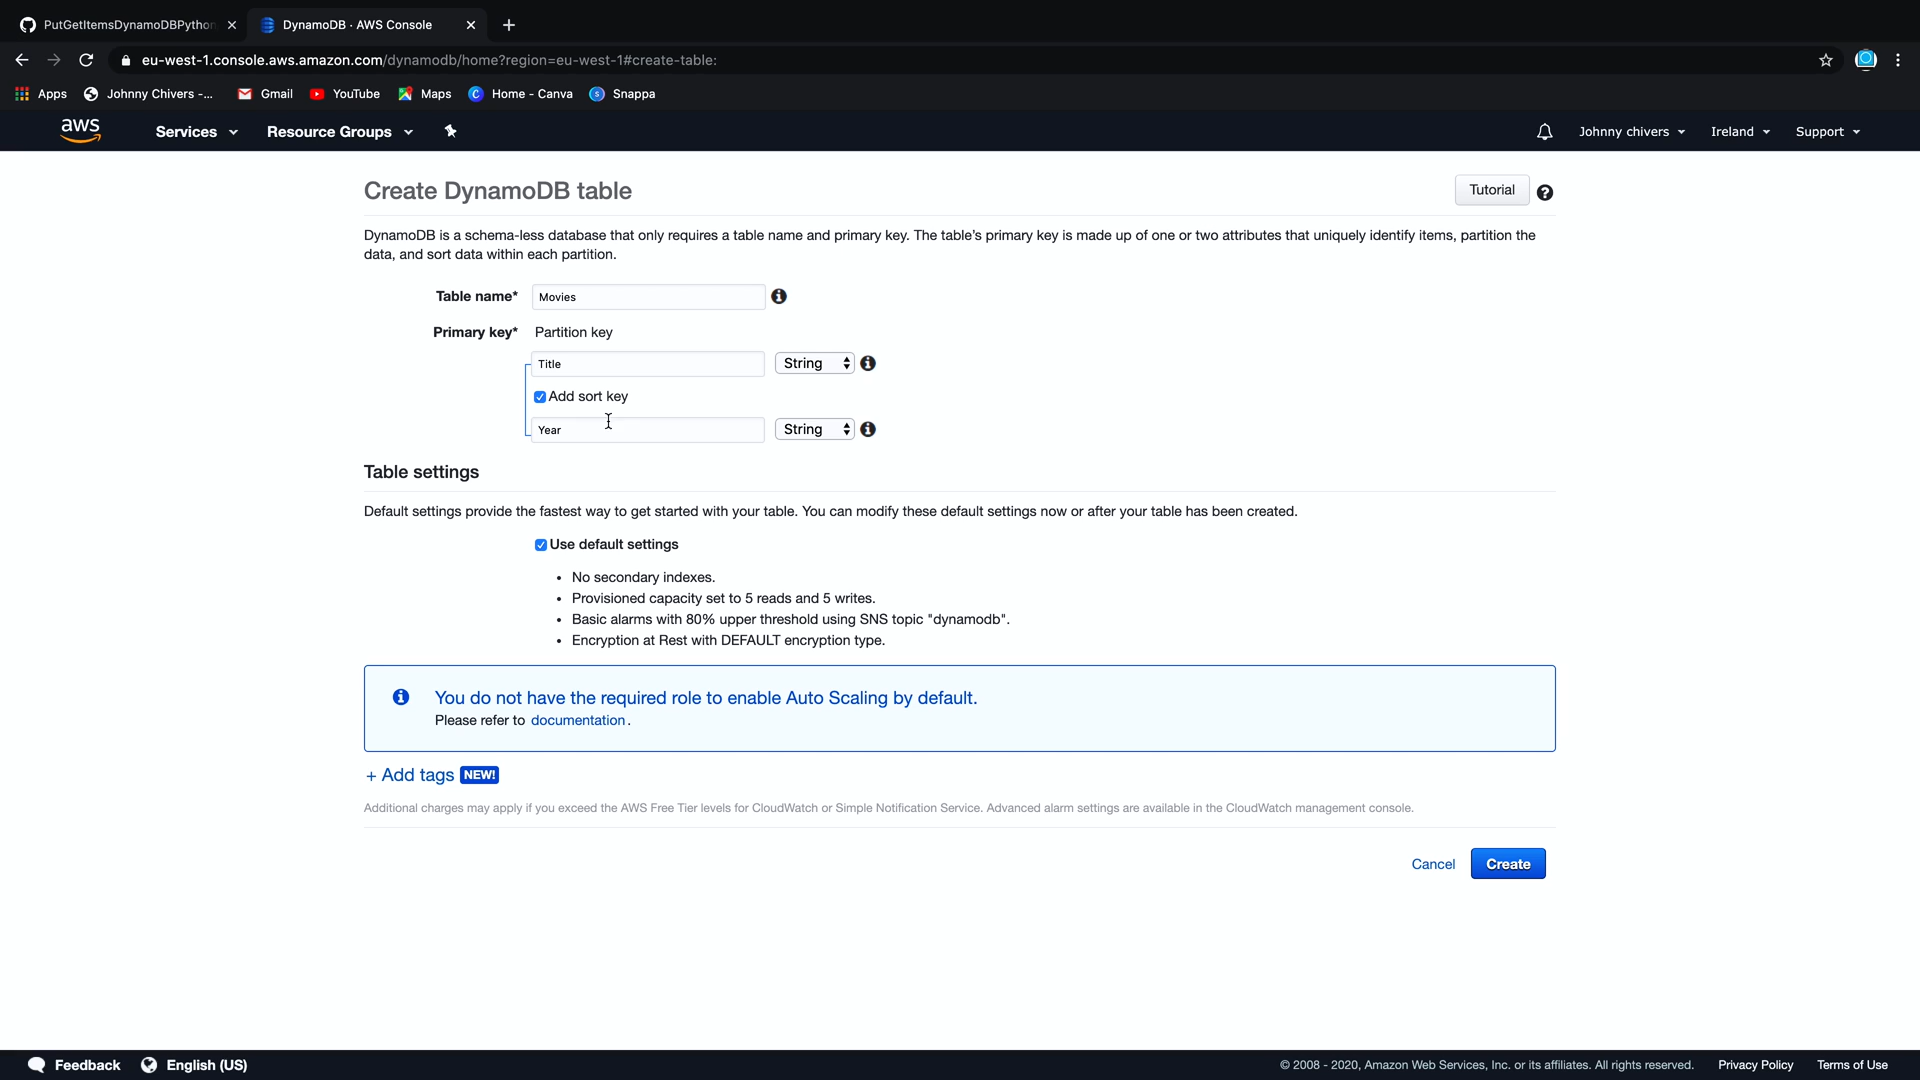 PutGetItemsDynamoDBPython
DynamoDB · AWS Console
eu-west-1.console.aws.amazon.com/dynamodb/home?region=eu-west-1#create-table:
Apps
Johnny Chivers -...
Gmail
YouTube
Maps
Home - Canva
Snappa
aws
Services
Resource Groups
Johnny chivers
Ireland
Support
Create DynamoDB table
Tutorial
DynamoDB is a schema-less database that only requires a table name and primary key. The table's primary key is made up of one or two attributes that uniquely identify items, partition the
data, and sort data within each partition.
Table name* Movies
Primary key* Partition key
Title String
Add sort key
Year String
Table settings
Default settings provide the fastest way to get started with your table. You can modify these default settings now or after your table has been created.
Use default settings
• No secondary indexes.
• Provisioned capacity set to 5 reads and 5 writes.
• Basic alarms with 80% upper threshold using SNS topic "dynamodb".
• Encryption at Rest with DEFAULT encryption type.
You do not have the required role to enable Auto Scaling by default.
Please refer to documentation.
+ Add tags NEW!
Additional charges may apply if you exceed the AWS Free Tier levels for CloudWatch or Simple Notification Service. Advanced alarm settings are available in the CloudWatch management console.
Cancel Create
Feedback English (US)
© 2008 - 2020, Amazon Web Services, Inc. or its affiliates. All rights reserved. Privacy Policy Terms of Use